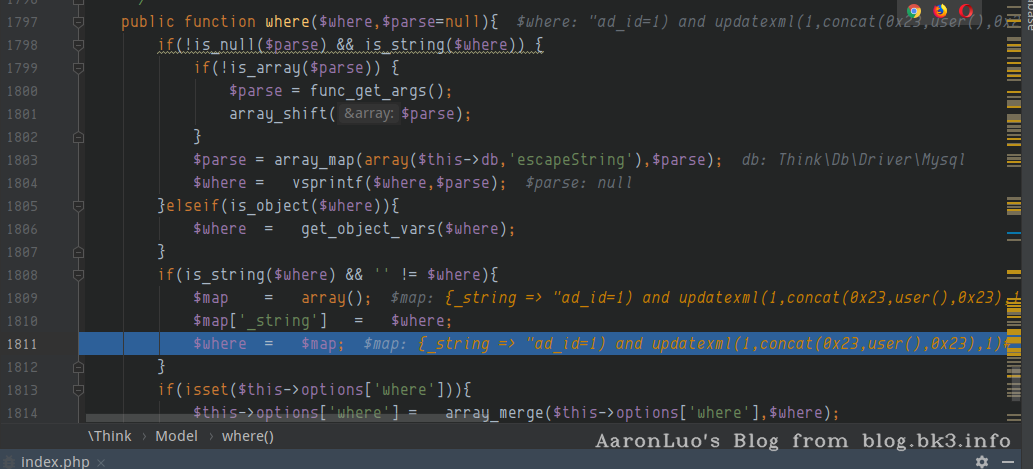 1796 */
1797 public function where($where,$parse=null){ $where: "ad_id=1) and updatexml(1,concat(0x23,user(),0x2
1798 if(!is_null($parse) && is_string($where)) {
1799 if(!is_array($parse)) {
1800 $parse = func_get_args();
1801 array_shift( &array: $parse);
1802 }
1803 $parse = array_map(array($this->db,'escapeString'),$parse); db: Think\Db\Driver\Mysql
1804 $where = vsprintf($where,$parse); $parse: null
1805 }elseif(is_object($where)){
1806 $where = get_object_vars($where);
1807 }
1808 if(is_string($where) && '' != $where){
1809 $map = array(); $map: {_string => "ad_id=1) and updatexml(1,concat(0x23,user(),0x23),1
1810 $map['_string'] = $where;
1811 $where = $map; $map: {_string => "ad_id=1) and updatexml(1,concat(0x23,user(),0x23),1)#
1812 }
1813 if(isset($this->options['where'])){
1814 $this->options['where'] = array_merge($this->options['where'],$where);
\Think › Model › where()
AaronLuo's Blog from blog.bk3.info
index.php ×